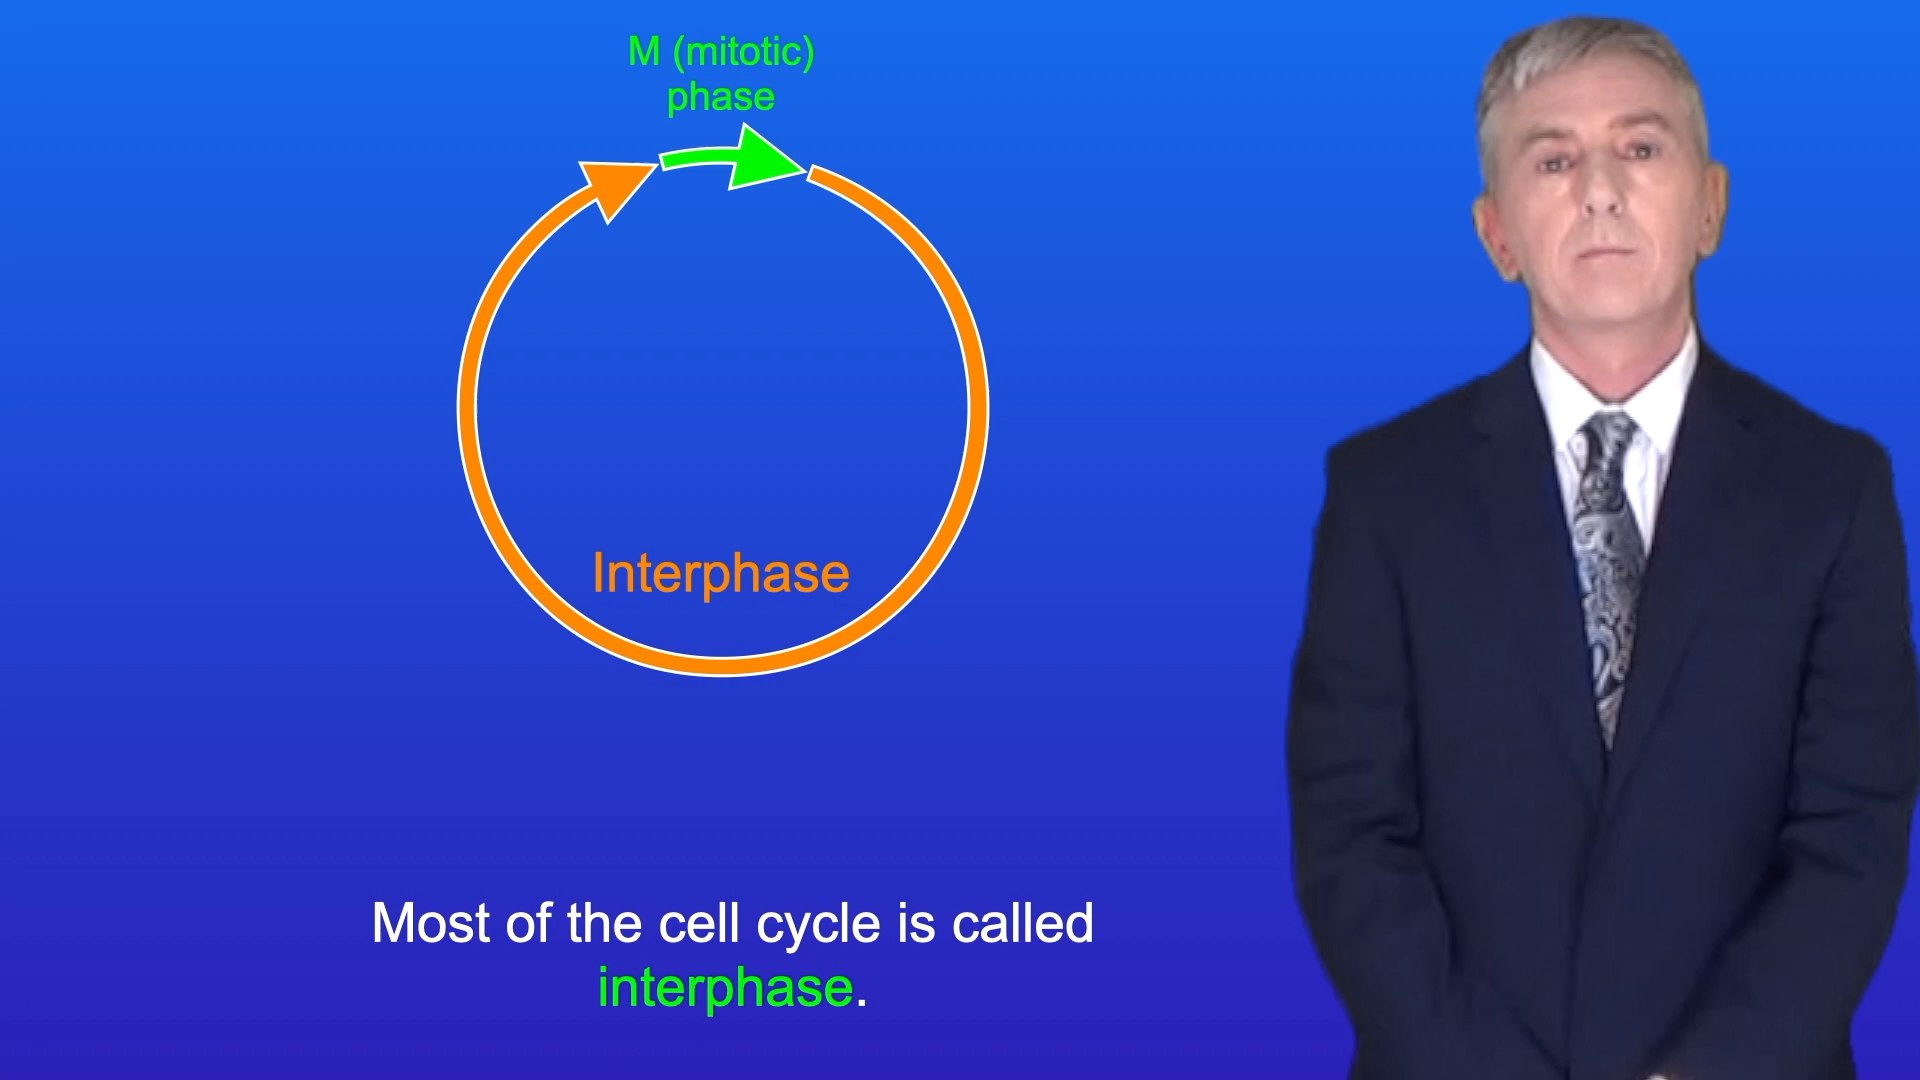 M (mitotic)
phase
Interphase
Most of the cell cycle is called
interphase.